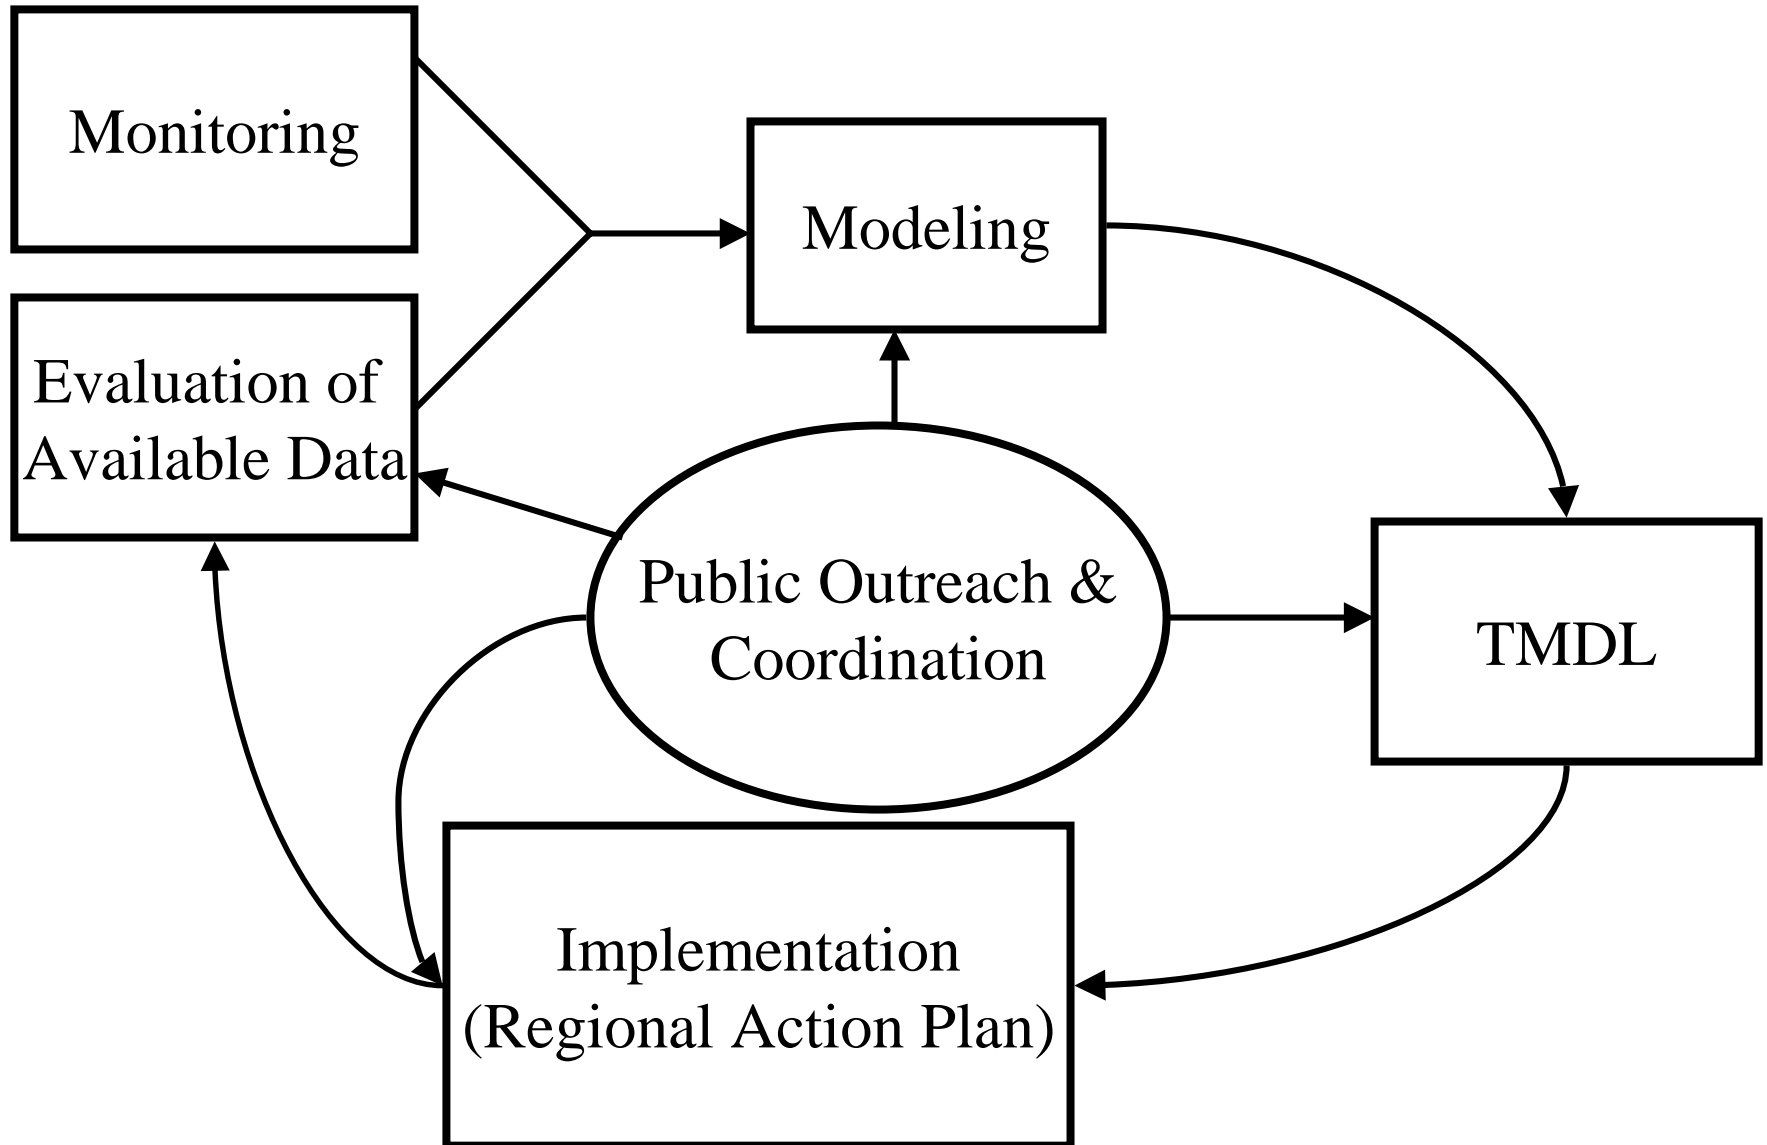 Monitoring
Modeling
Evaluation of
Available Data
Public Outreach &
Coordination
TMDL
Implementation
(Regional Action Plan)